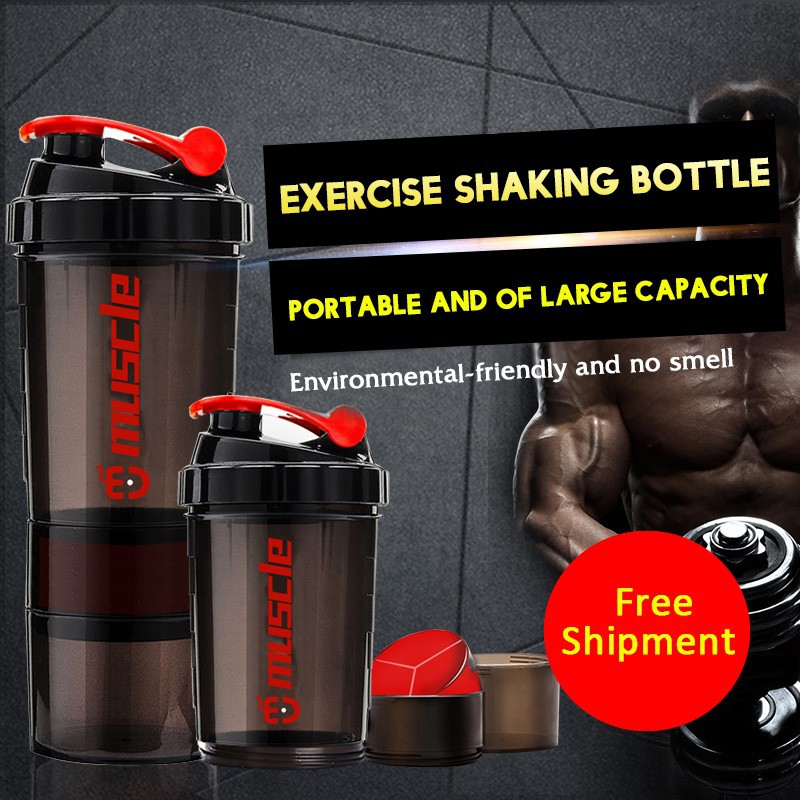 EXERCISE SHAKING BOTTLE
PORTABLE AND OF LARGE CAPACITY
Environmental-friendly and no smell
muscle
muscle
Free
Shipment